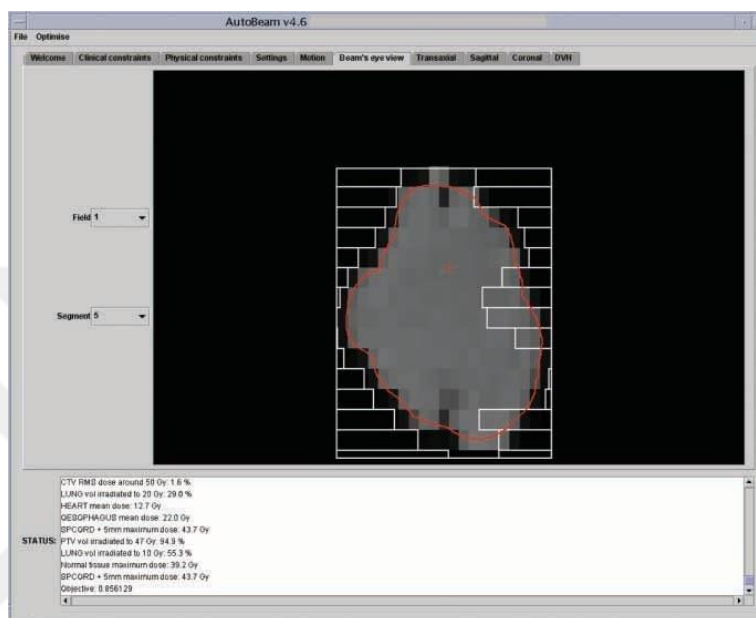 AutoBeam v4.6
File Optimise
Welcome Clinical constraints Physical constraints Settings Motion Beam's eye view Transaxial Sagittal Coronal DVH
Field 1
Segment 5
CTV RMS dose around 50 Gy: 1.6 %
LUNG vol irradiated to 20 Gy: 29.0 %
HEART mean dose: 12.7 Gy
OESOPHAGUS mean dose: 22.0 Gy
SPCORD + 5mm maximum dose: 43.7 Gy
STATUS: PTV vol irradiated to 47 Gy: 94.9 %
LUNG vol irradiated to 10 Gy: 55.3 %
Normal tissue maximum dose: 39.2 Gy
SPCORD + 5mm maximum dose: 43.7 Gy
Objective: 0.856129